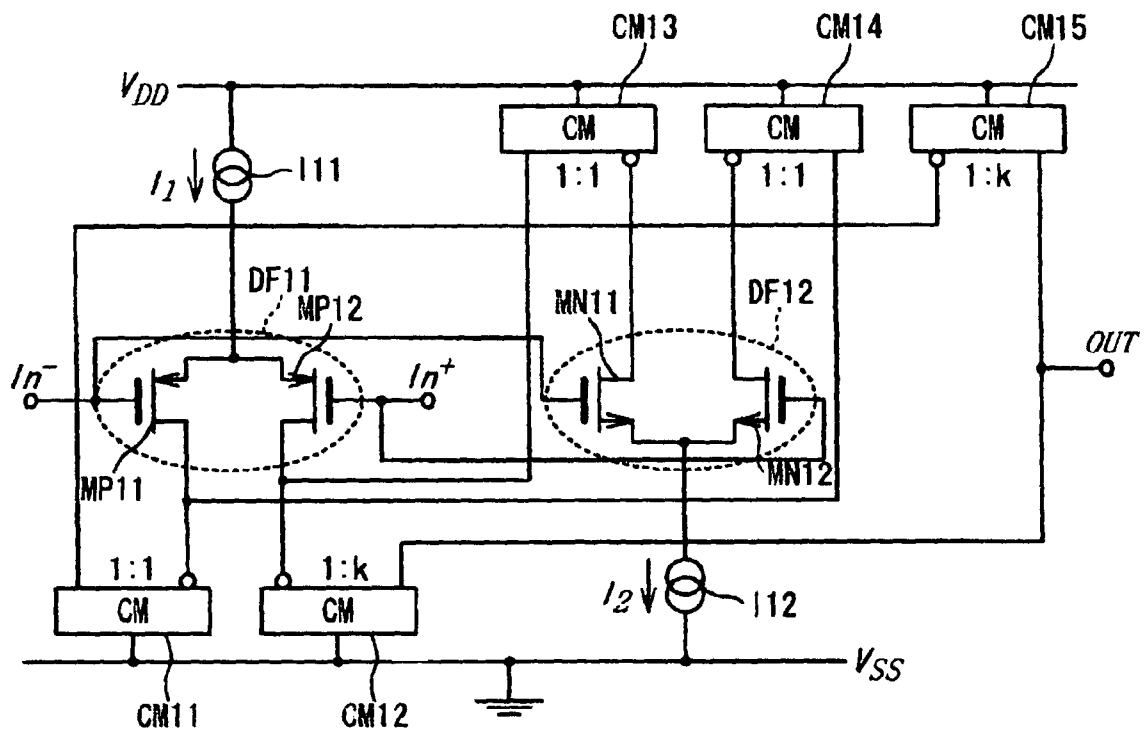 CM13
CM14
CM15
V_DD
CM
CM
CM
I_1
I11
1:1
1:1
1:k
DF11
MP12
MN11
DF12
In^-
In^+
OUT
MP11
MN12
1:1
1:k
CM
CM
I_2
I12
V_SS
CM11
CM12